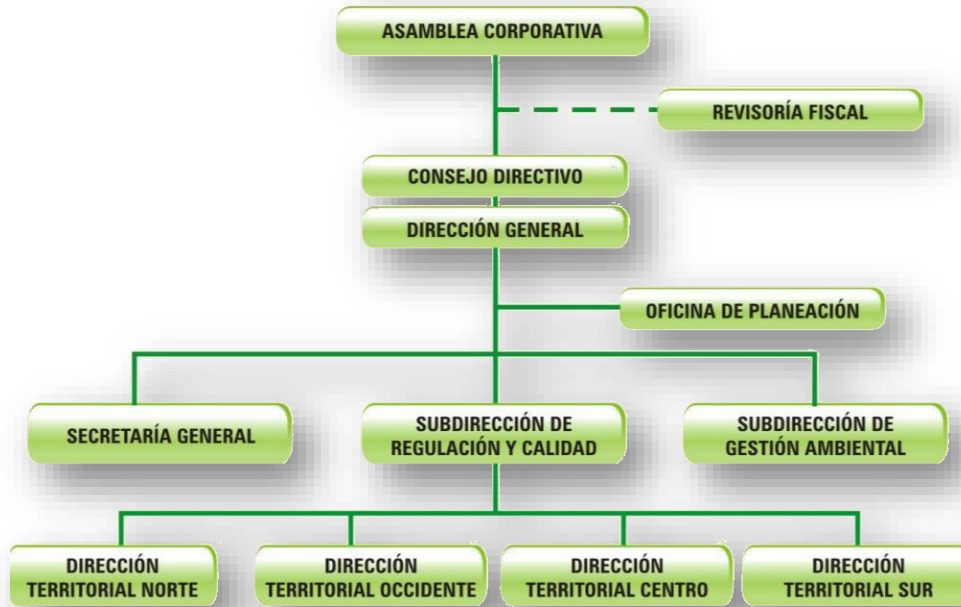 ASAMBLEA CORPORATIVA
REVISORÍA FISCAL
CONSEJO DIRECTIVO
DIRECCIÓN GENERAL
OFICINA DE PLANEACIÓN
SECRETARÍA GENERAL
SUBDIRECCIÓN DE
REGULACIÓN Y CALIDAD
SUBDIRECCIÓN DE
GESTIÓN AMBIENTAL
DIRECCIÓN
TERRITORIAL NORTE
DIRECCIÓN
TERRITORIAL OCCIDENTE
DIRECCIÓN
TERRITORIAL CENTRO
DIRECCIÓN
TERRITORIAL SUR